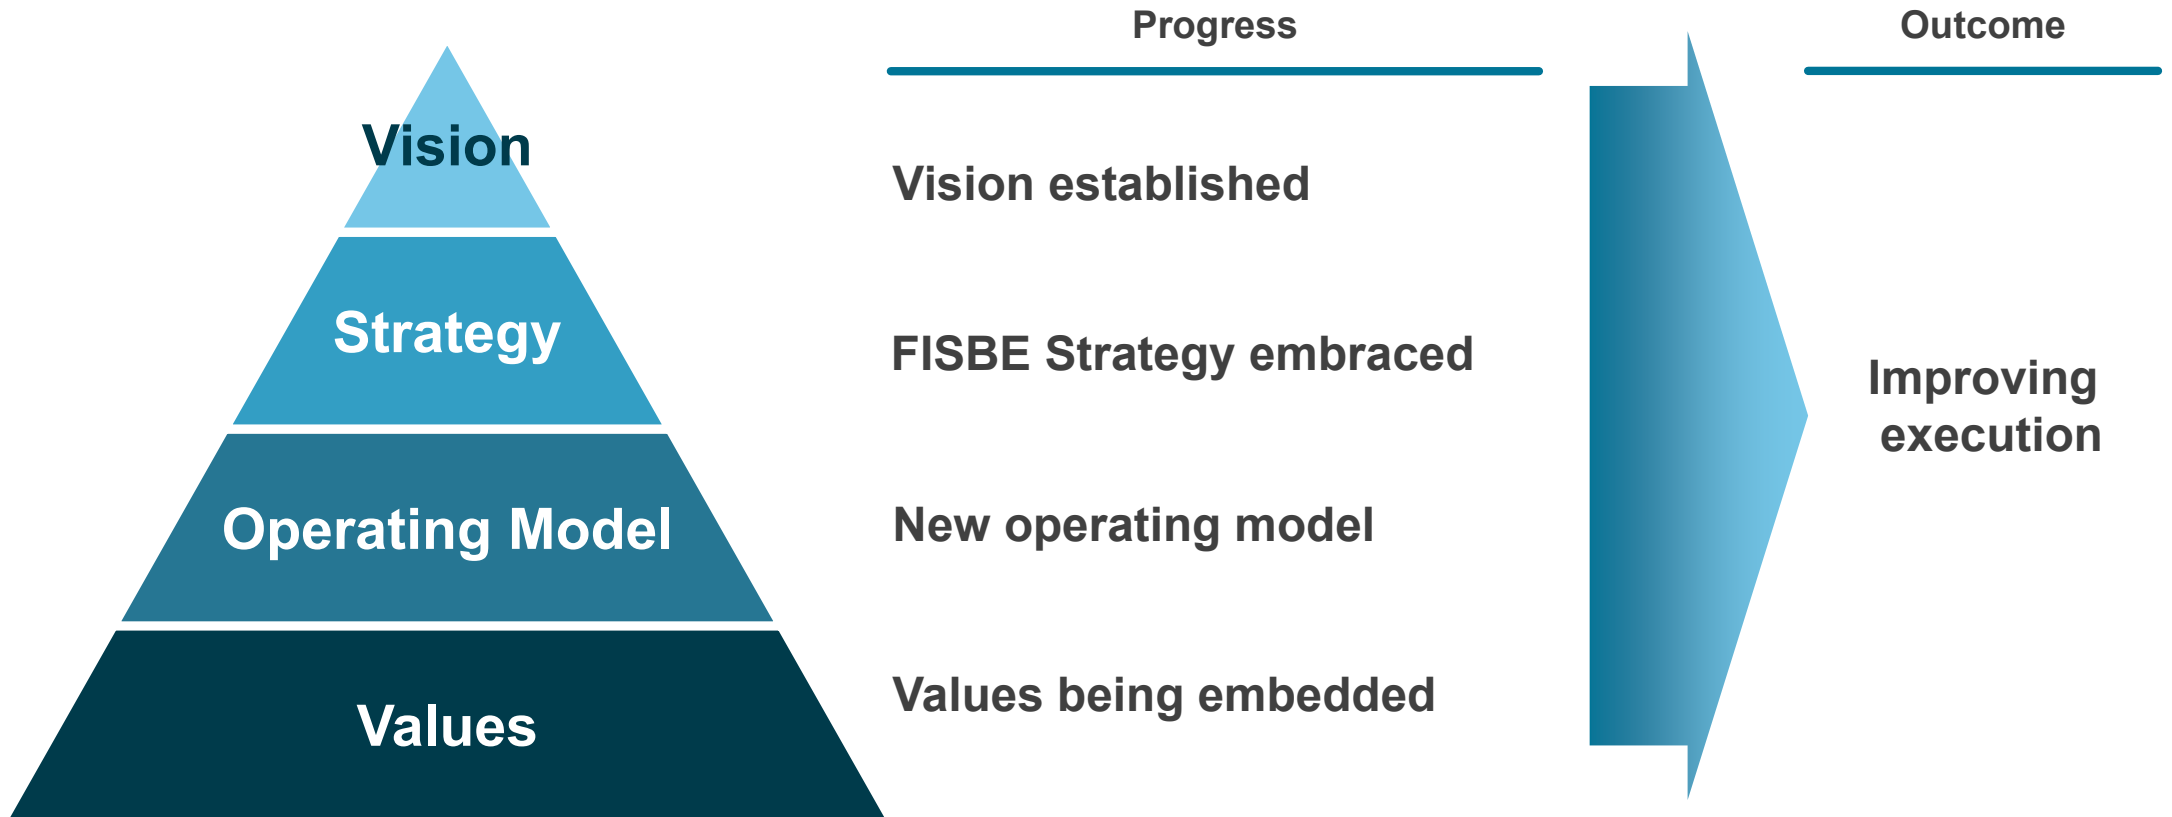 Progress
Outcome
Vision
Vision established
Strategy
FISBE Strategy embraced
Improving
execution
Operating Model
New operating model
Values
Values being embedded